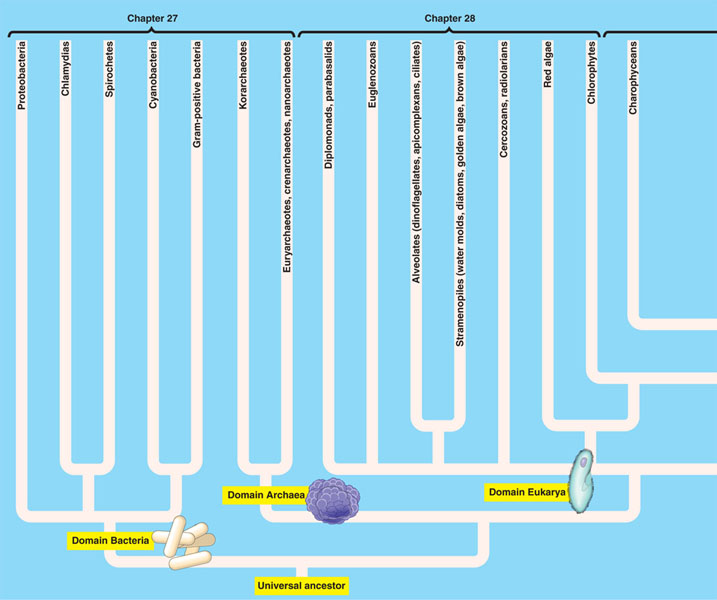 Chapter 27
Chapter 28
Proteobacteria
Chlamydias
Spirochetes
Cyanobacteria
Gram-positive bacteria
Korarchaeotes
Euryarchaeotes, crenarchaeotes, nanoarchaeotes
Diplomonads, parabasalids
Euglenozoans
Alveolates (dinoflagellates, apicomplexans, ciliates)
Stramenopiles (water molds, diatoms, golden algae, brown algae)
Cercozoans, radiolarians
Red algae
Chlorophytes
Charophyceans
Domain Archaea
Domain Eukarya
Domain Bacteria
Universal ancestor